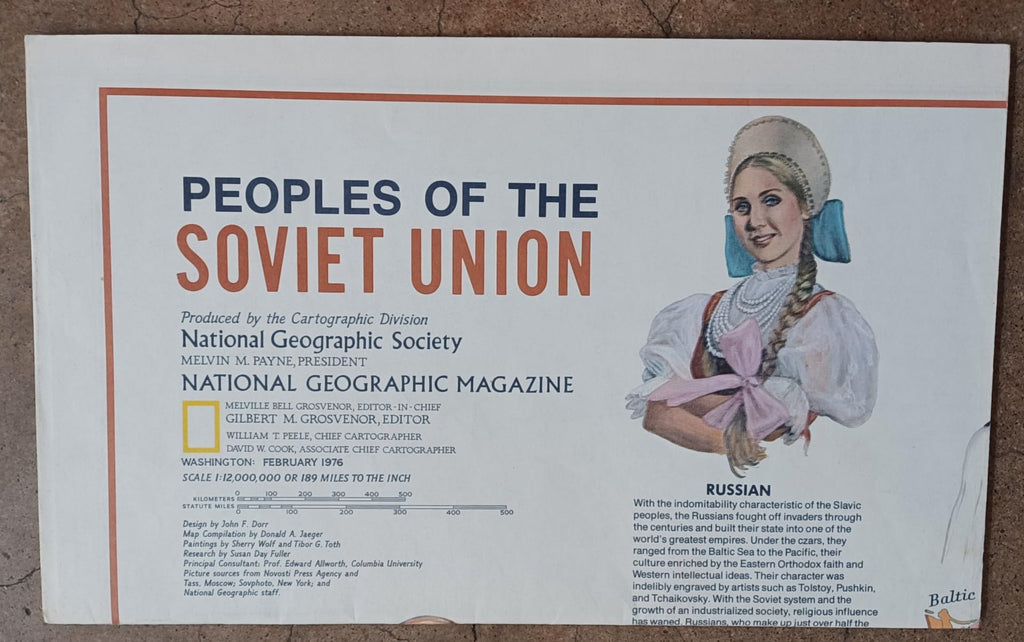 PEOPLES OF THE
SOVIET UNION
Produced by the Cartographic Division
National Geographic Society
MELVIN M. PAYNE, PRESIDENT
NATIONAL GEOGRAPHIC MAGAZINE
MELVILLE BELL GROSVENOR, EDITOR-IN-CHIEF
GILBERT M. GROSVENOR, EDITOR
WILLIAM T. PEELE, CHIEF CARTOGRAPHER
DAVID W. COOK, ASSOCIATE CHIEF CARTOGRAPHER
WASHINGTON: FEBRUARY 1976
SCALE 1:12,000,000 OR 189 MILES TO THE INCH
0 100 200 300 400 500
KILOMETERS
STATUTE MILES
0 100 200 300 400 500
Design by John F. Dorr
Map Compilation by Donald A. Jaeger
Paintings by Sherry Wolf and Tibor G. Toth
Research by Susan Day Fuller
Principal Consultant: Prof. Edward Allworth, Columbia University
Picture sources from Novosti Press Agency and
Tass, Moscow; Sovphoto, New York; and
National Geographic staff.
RUSSIAN
With the indomitability characteristic of the Slavic
peoples, the Russians fought off invaders through
the centuries and built their state into one of the
world's greatest empires. Under the czars, they
ranged from the Baltic Sea to the Pacific, their
culture enriched by the Eastern Orthodox faith and
Western intellectual ideas. Their character was
indelibly engraved by artists such as Tolstoy, Pushkin,
and Tchaikovsky. With the Soviet system and the
growth of an industrialized society, religious influence
has waned. Russians, who make up just over half the
Baltic